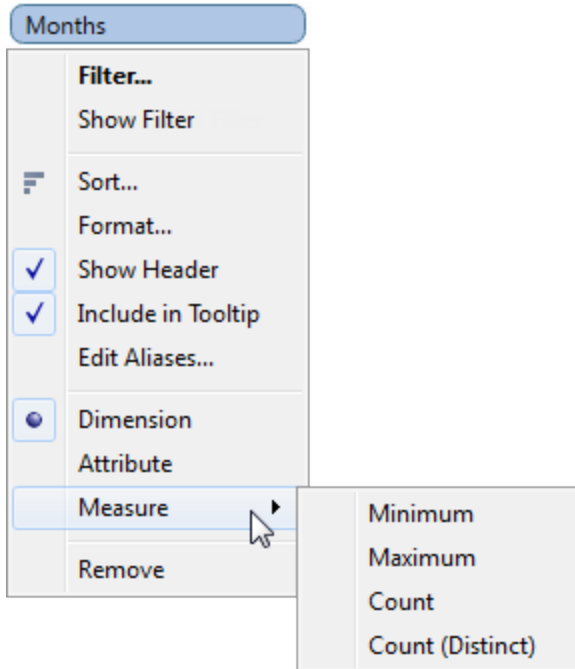 Months
Filter...
Show Filter
Sort...
Format...
Show Header
Include in Tooltip
Edit Aliases...
Dimension
Attribute
Measure
Remove
Minimum
Maximum
Count
Count (Distinct)